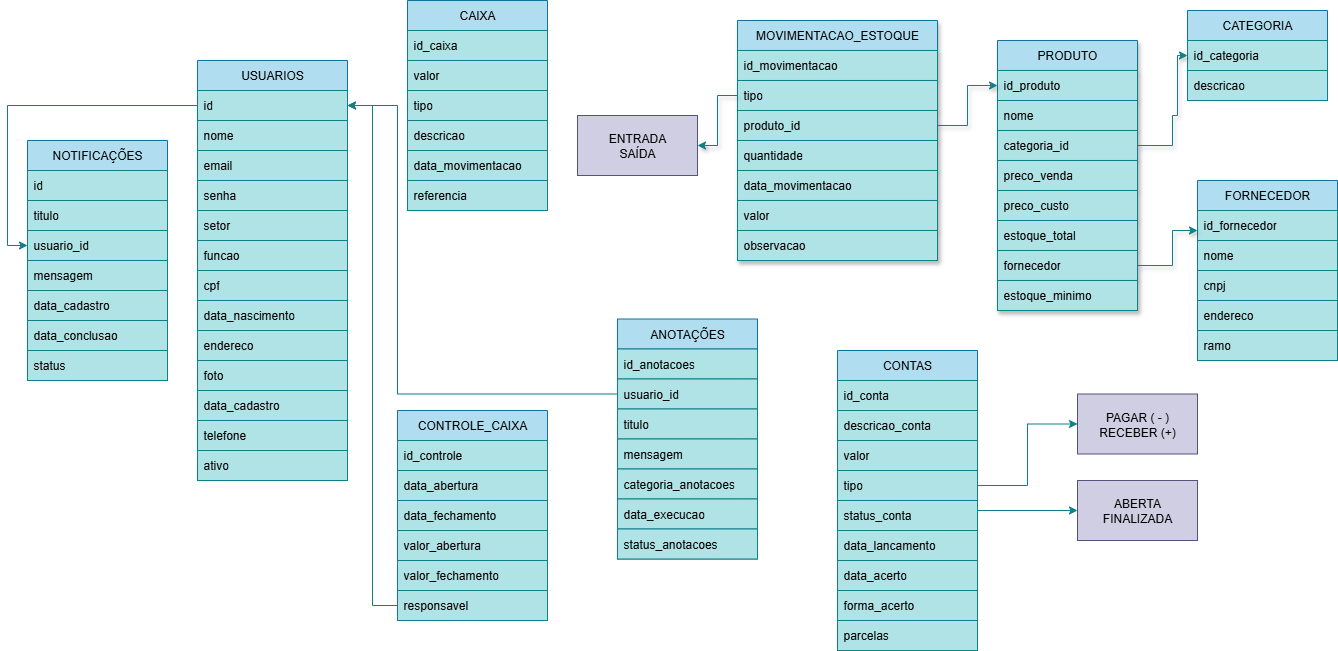 CAIXA
id_caixa
valor
tipo
descricao
data_movimentacao
referencia
USUARIOS
id
nome
email
senha
setor
funcao
cpf
data_nascimento
endereco
foto
data_cadastro
telefone
ativo
NOTIFICAÇÕES
id
titulo
usuario_id
mensagem
data_cadastro
data_conclusao
status
MOVIMENTACAO_ESTOQUE
id_movimentacao
tipo
produto_id
quantidade
data_movimentacao
valor
observacao
ENTRADA
SAÍDA
PRODUTO
id_produto
nome
categoria_id
preco_venda
preco_custo
estoque_total
fornecedor
estoque_minimo
CATEGORIA
id_categoria
descricao
FORNECEDOR
id_fornecedor
nome
cnpj
endereco
ramo
ANOTAÇÕES
id_anotacoes
usuario_id
titulo
mensagem
categoria_anotacoes
data_execucao
status_anotacoes
CONTROLE_CAIXA
id_controle
data_abertura
data_fechamento
valor_abertura
valor_fechamento
responsavel
CONTAS
id_conta
descricao_conta
valor
tipo
status_conta
data_lancamento
data_acerto
forma_acerto
parcelas
PAGAR ( - )
RECEBER (+)
ABERTA
FINALIZADA